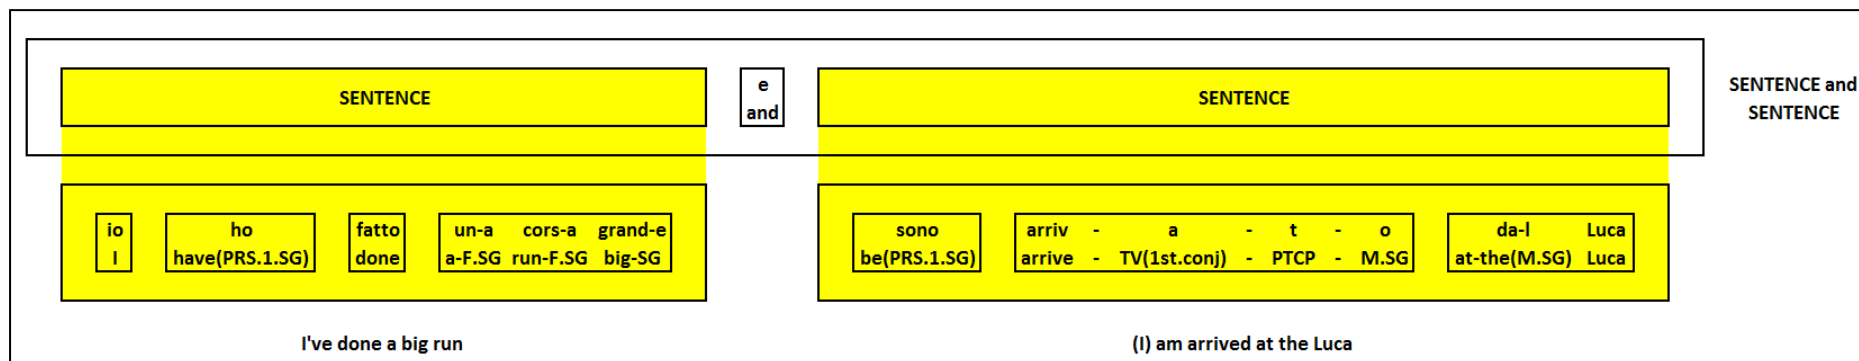 SENTENCE e SENTENCE SENTENCE and
and SENTENCE
io ho fatto un-a cors-a grand-e sono arriv - a - t - o da-l Luca
I have(PRS.1.SG) done a-F.SG run-F.SG big-SG be(PRS.1.SG) arrive - TV(1st.conj) - PTCP - M.SG at-the(M.SG) Luca
I've done a big run (I) am arrived at the Luca